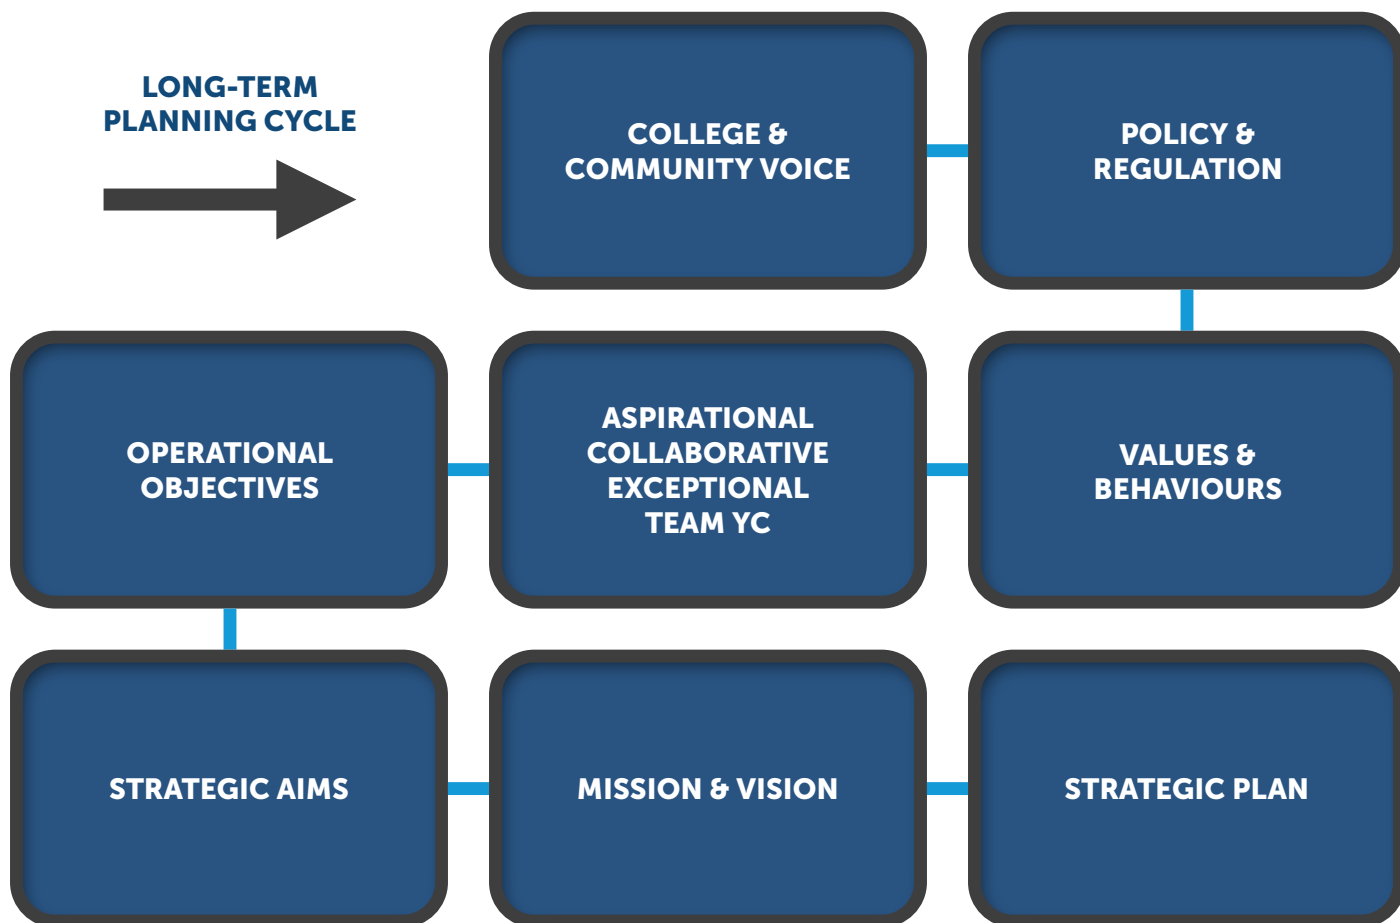 LONG-TERM
PLANNING CYCLE
COLLEGE &
COMMUNITY VOICE
POLICY &
REGULATION
OPERATIONAL
OBJECTIVES
ASPIRATIONAL
COLLABORATIVE
EXCEPTIONAL
TEAM YC
VALUES &
BEHAVIOURS
STRATEGIC AIMS
MISSION & VISION
STRATEGIC PLAN